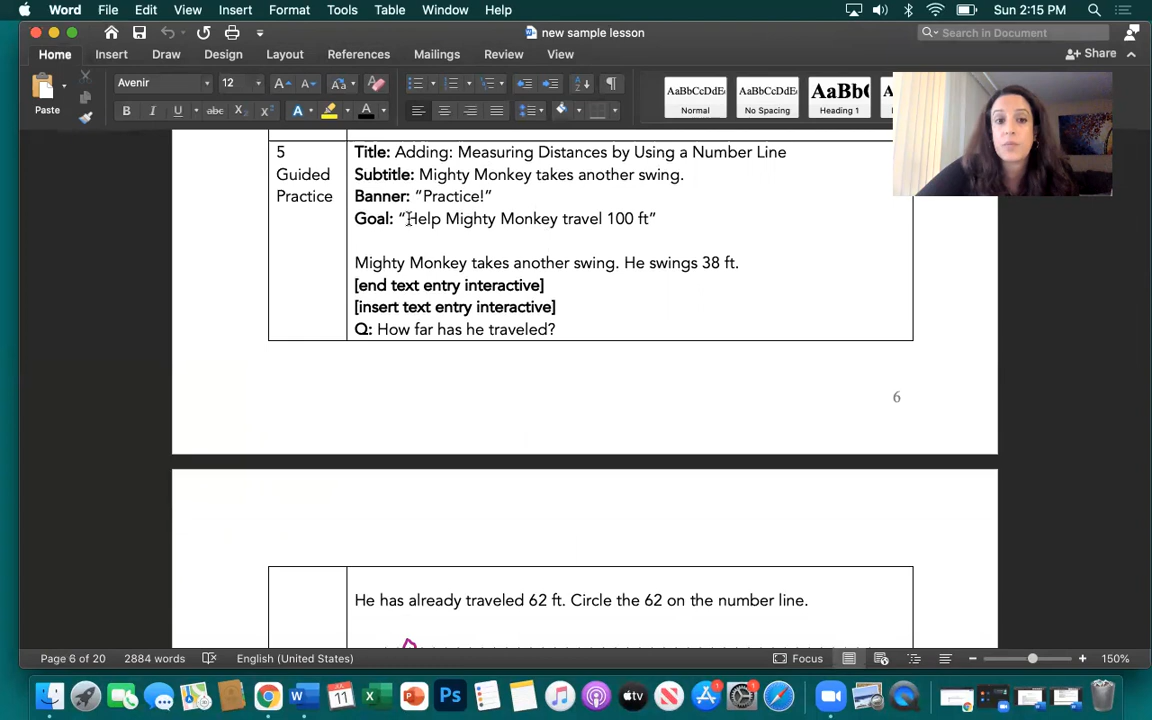 Word File Edit View Insert Format Tools Table Window Help Sun 2:15 PM
new sample lesson
Search in Document
Home Insert Draw Design Layout References Mailings Review View
Share
Paste
Avenir 12
AaBbCcDdE AaBbCcDdE AaBb(
Normal No Spacing Heading 1
5 Guided Practice
Title: Adding: Measuring Distances by Using a Number Line
Subtitle: Mighty Monkey takes another swing.
Banner: “Practice!”
Goal: “Help Mighty Monkey travel 100 ft”
Mighty Monkey takes another swing. He swings 38 ft.
[end text entry interactive]
[insert text entry interactive]
Q: How far has he traveled?
6
He has already traveled 62 ft. Circle the 62 on the number line.
Page 6 of 20 2884 words English (United States) Focus 150%